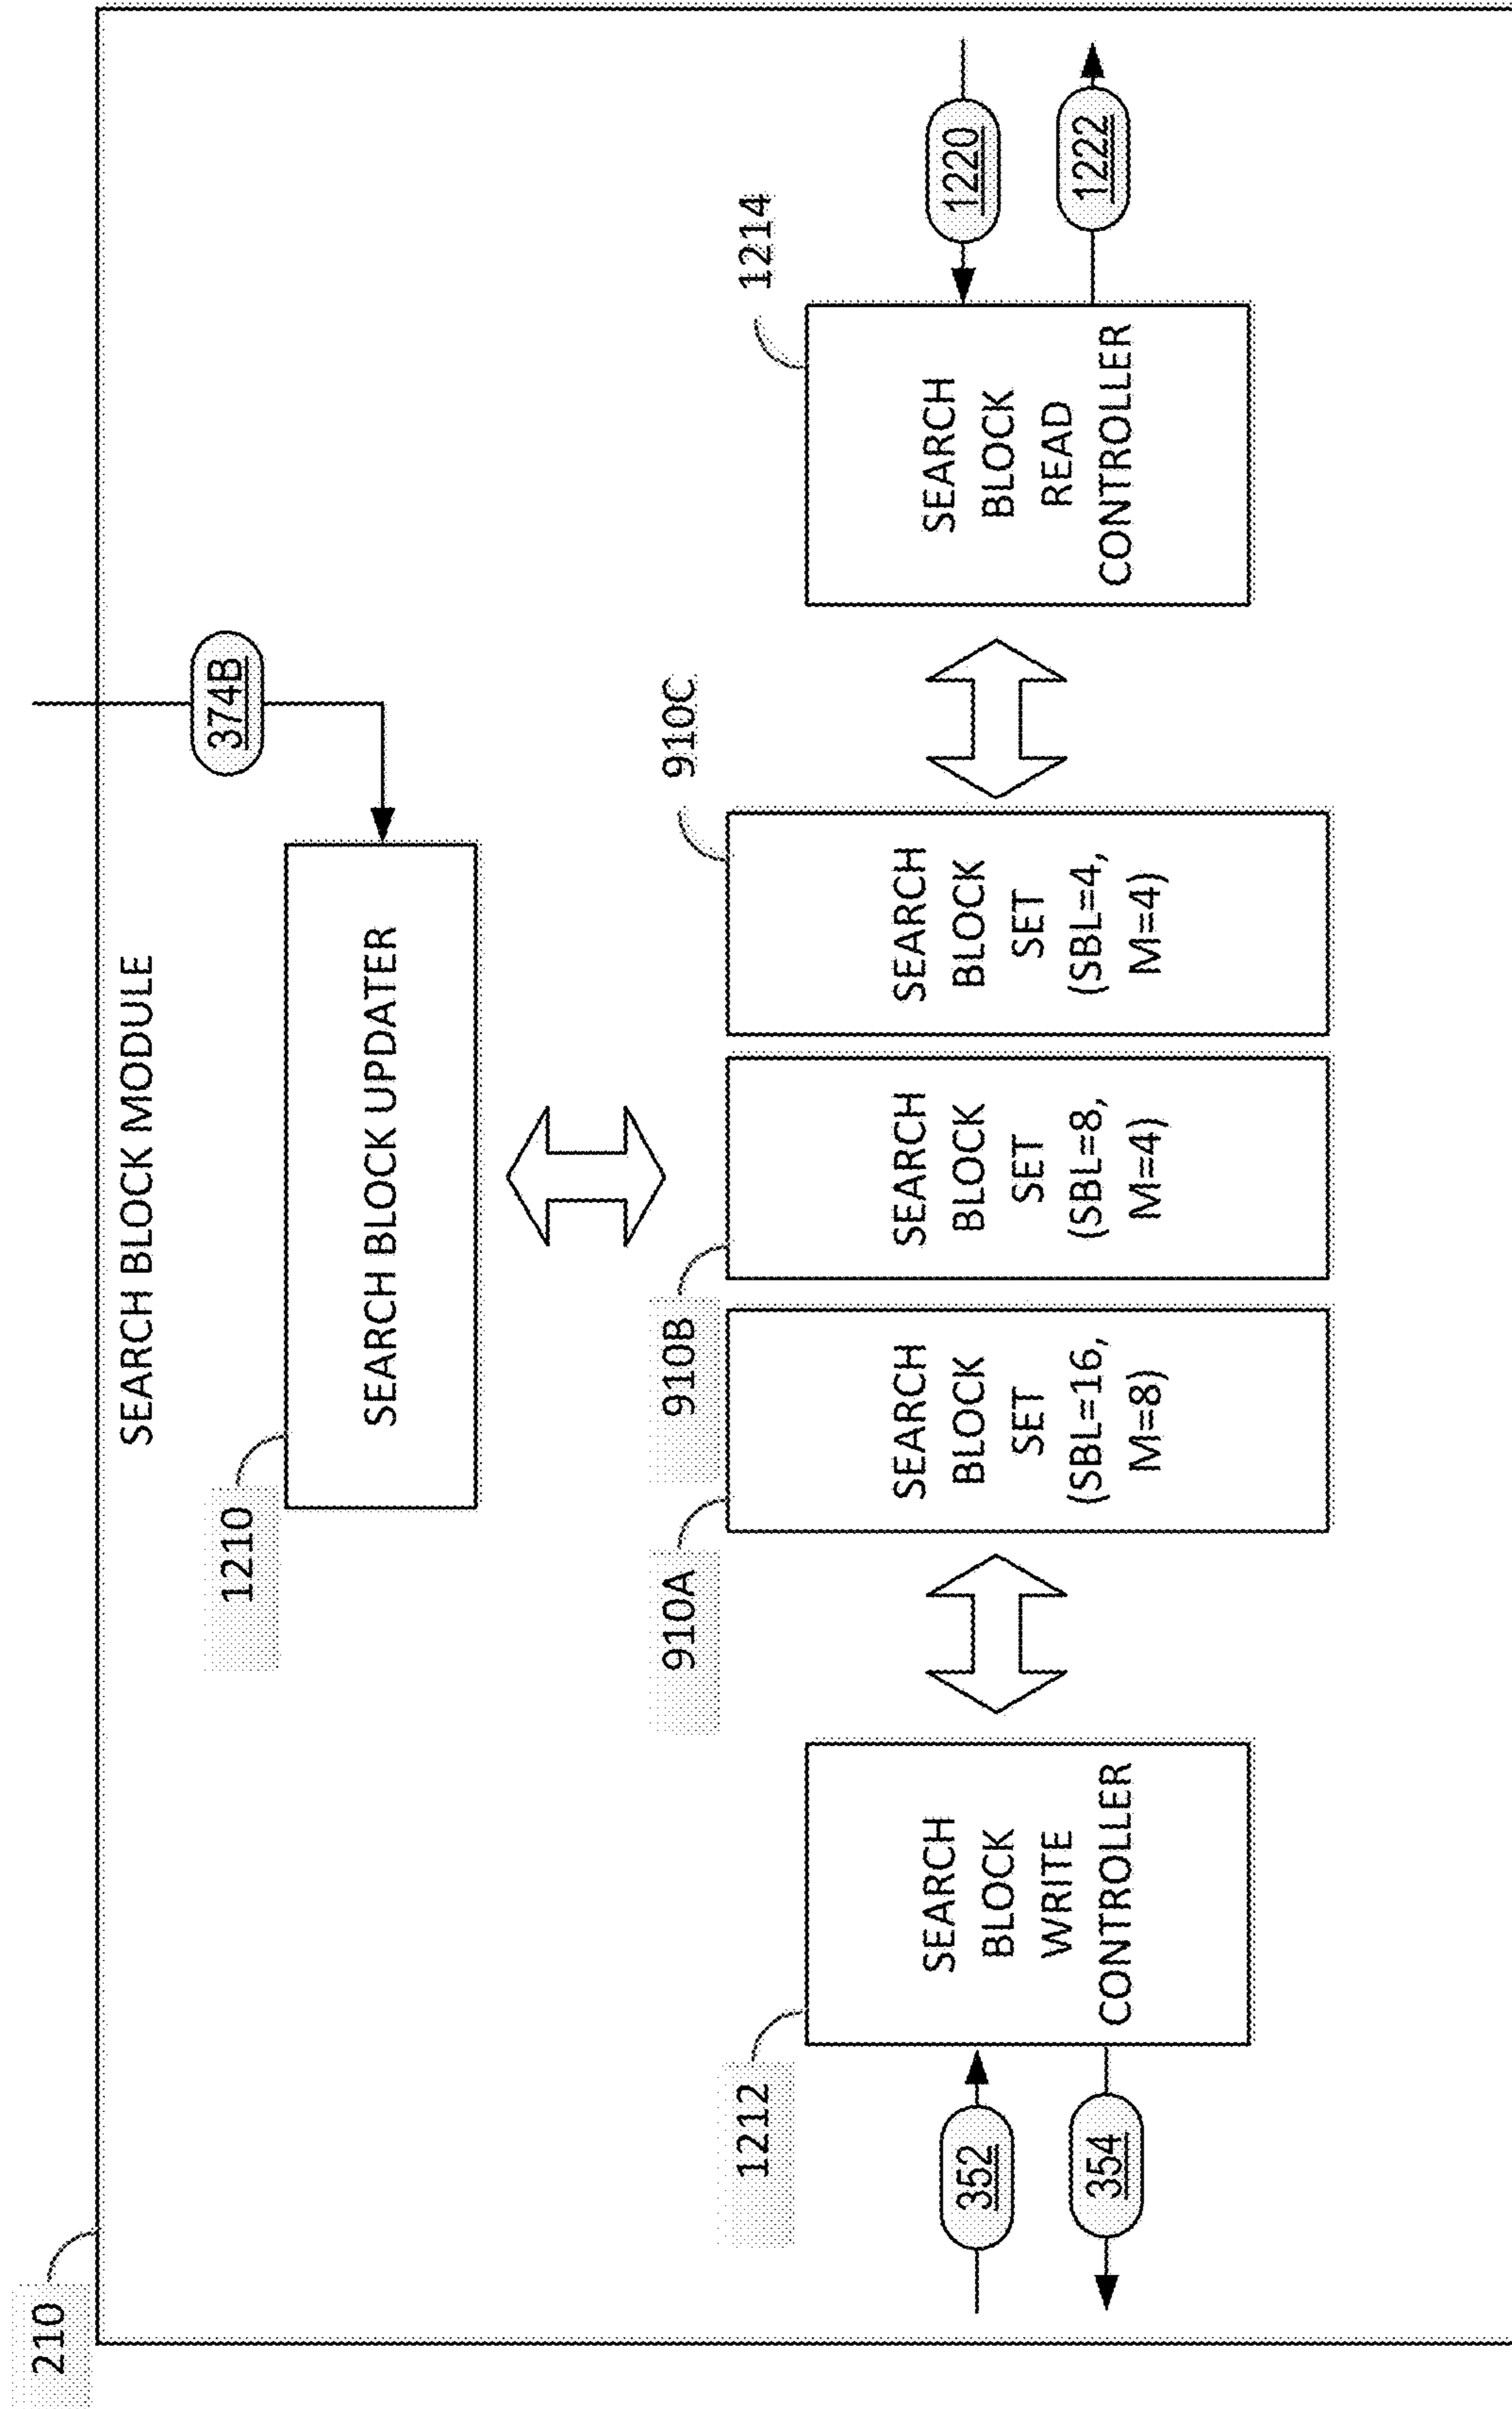 210
SEARCH BLOCK MODULE
374B
1210
SEARCH BLOCK UPDATER
910A
910B
910C
1212
1214
352
354
SEARCH
BLOCK
WRITE
CONTROLLER
SEARCH
BLOCK
SET
(SBL=16,
M=8)
SEARCH
BLOCK
SET
(SBL=8,
M=4)
SEARCH
BLOCK
SET
(SBL=4,
M=4)
SEARCH
BLOCK
READ
CONTROLLER
1220
1222